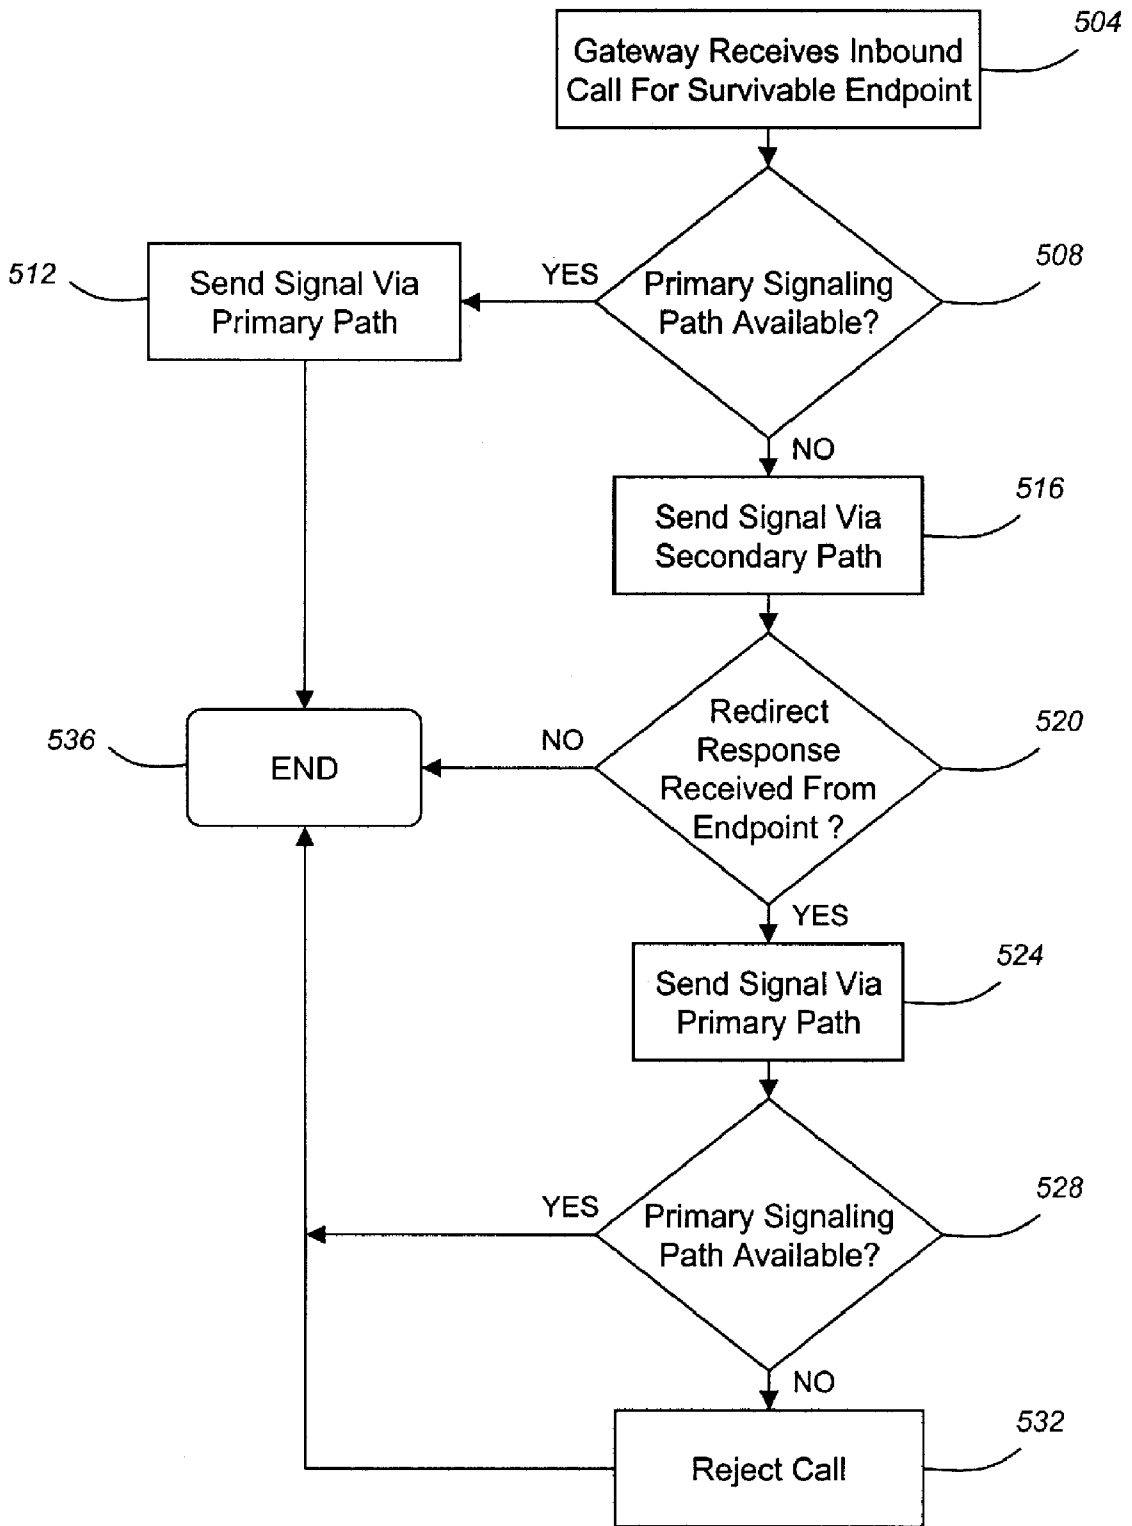 504
Gateway Receives Inbound
Call For Survivable Endpoint
508
Primary Signaling
Path Available?
YES
512
Send Signal Via
Primary Path
NO
516
Send Signal Via
Secondary Path
520
Redirect
Response
Received From
Endpoint ?
NO
536
END
YES
524
Send Signal Via
Primary Path
528
Primary Signaling
Path Available?
YES
NO
532
Reject Call